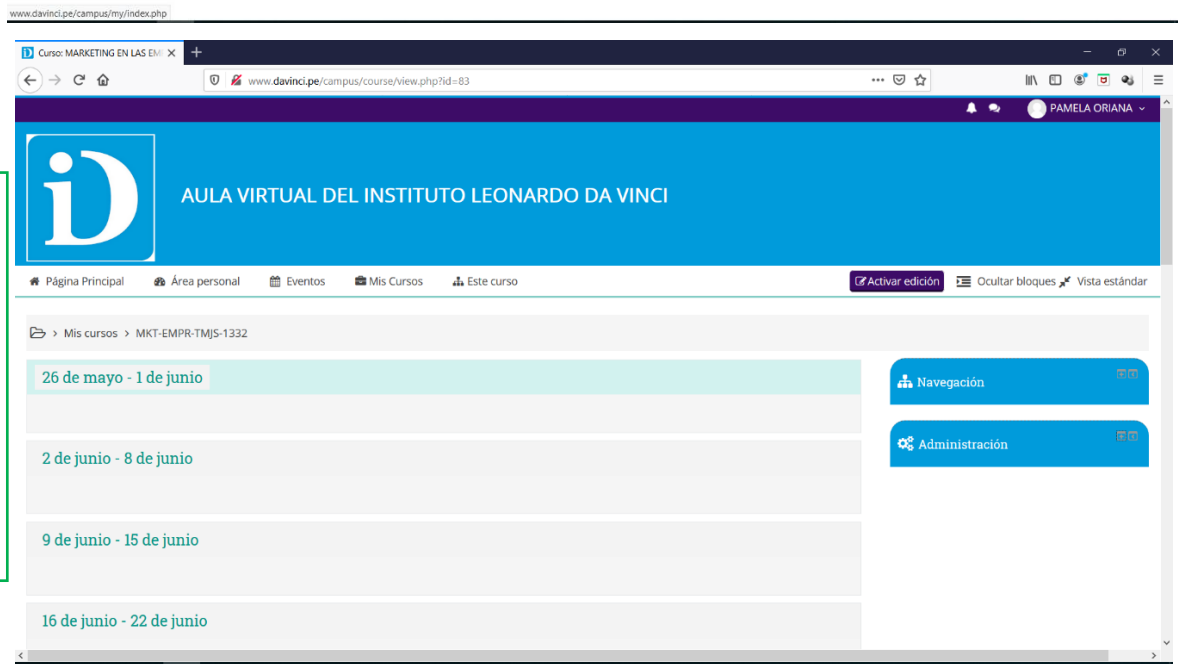 www.davinci.pe/campus/my/index.php
Curso: MARKETING EN LAS EM
www.davinci.pe/campus/course/view.php?id=83
PAMELA ORIANA
iD
AULA VIRTUAL DEL INSTITUTO LEONARDO DA VINCI
Página Principal Área personal Eventos Mis Cursos Este curso Activar edición Ocultar bloques Vista estándar
> Mis cursos > MKT-EMPR-TMJS-1332
26 de mayo - 1 de junio
Navegación
Administración
2 de junio - 8 de junio
9 de junio - 15 de junio
16 de junio - 22 de junio